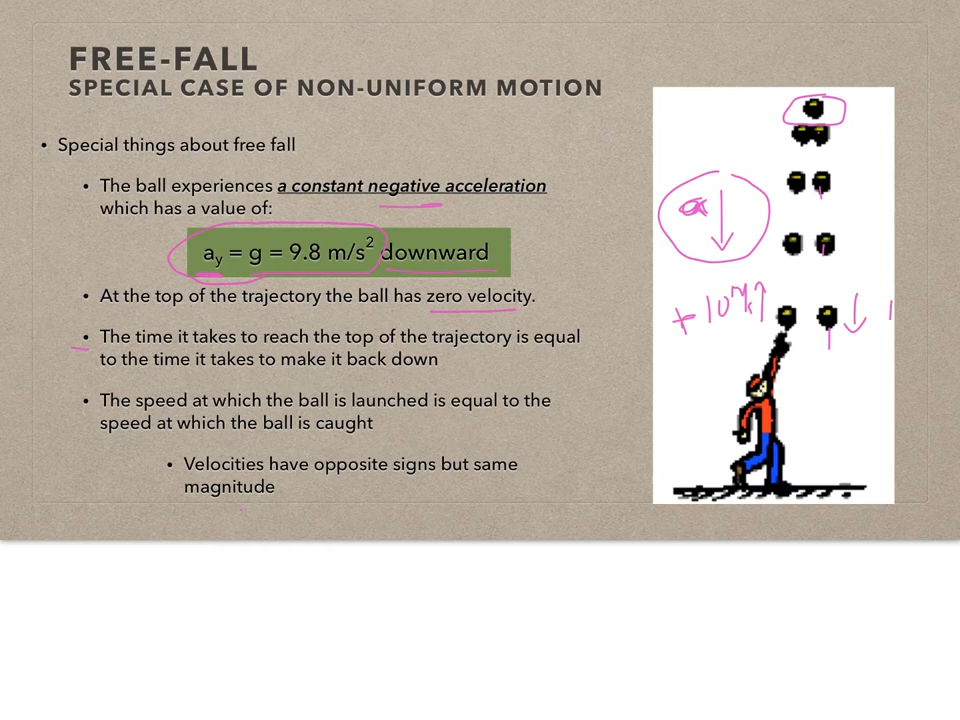 FREE-FALL
SPECIAL CASE OF NON-UNIFORM MOTION
• Special things about free fall
• The ball experiences a constant negative acceleration
which has a value of:
a_y = g = 9.8 m/s² downward
• At the top of the trajectory the ball has zero velocity.
• The time it takes to reach the top of the trajectory is equal
to the time it takes to make it back down
• The speed at which the ball is launched is equal to the
speed at which the ball is caught
• Velocities have opposite signs but same
magnitude
a
+10 m/s